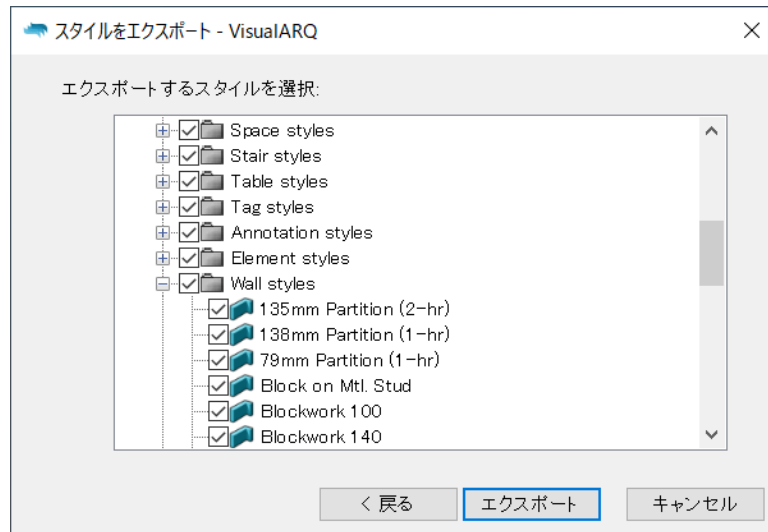 スタイルをエクスポート - VisualARQ
エクスポートするスタイルを選択:
Space styles
Stair styles
Table styles
Tag styles
Annotation styles
Element styles
Wall styles
135mm Partition (2-hr)
138mm Partition (1-hr)
79mm Partition (1-hr)
Block on Mtl. Stud
Blockwork 100
Blockwork 140
< 戻る
エクスポート
キャンセル